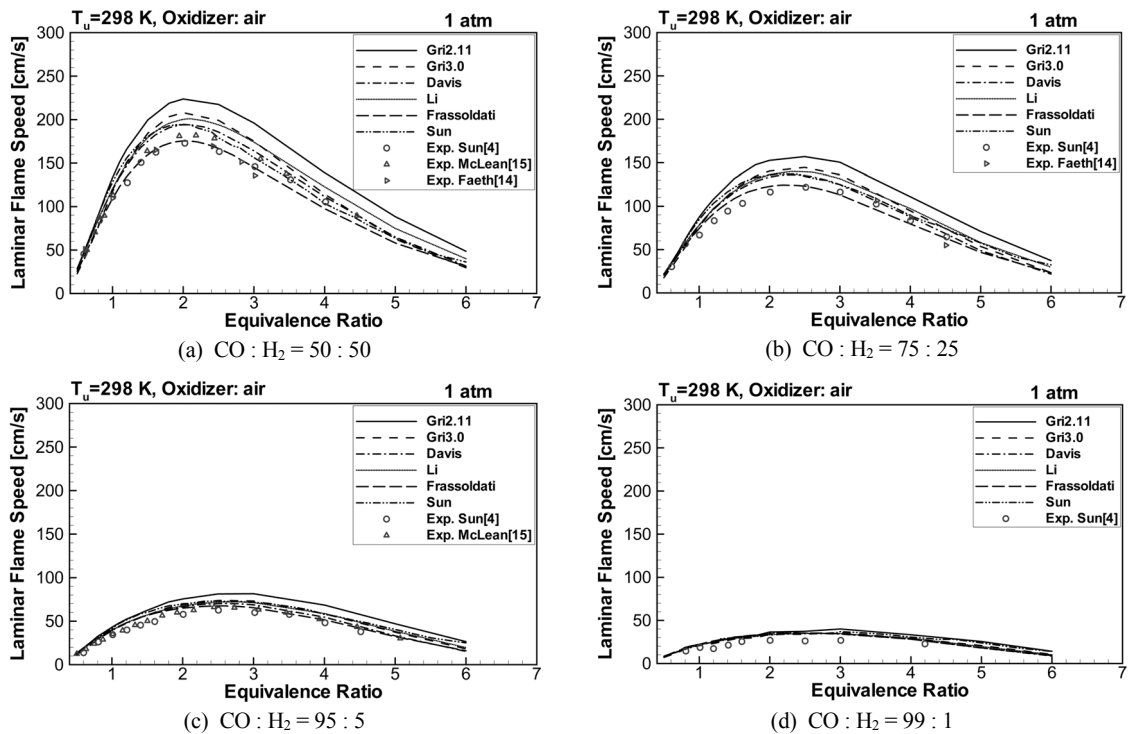 T_u=298 K, Oxidizer: air 1 atm
300
250
200
150
100
50
0
Laminar Flame Speed [cm/s]
Gri2.11
Gri3.0
Davis
Li
Frassoldati
Sun
Exp. Sun[4]
Exp. McLean[15]
Exp. Faeth[14]
1 2 3 4 5 6 7
Equivalence Ratio
(a) CO : H₂ = 50 : 50
T_u=298 K, Oxidizer: air 1 atm
300
250
200
150
100
50
0
Laminar Flame Speed [cm/s]
Gri2.11
Gri3.0
Davis
Li
Frassoldati
Sun
Exp. Sun[4]
Exp. Faeth[14]
1 2 3 4 5 6 7
Equivalence Ratio
(b) CO : H₂ = 75 : 25
T_u=298 K, Oxidizer: air 1 atm
300
250
200
150
100
50
0
Laminar Flame Speed [cm/s]
Gri2.11
Gri3.0
Davis
Li
Frassoldati
Sun
Exp. Sun[4]
Exp. McLean[15]
1 2 3 4 5 6 7
Equivalence Ratio
(c) CO : H₂ = 95 : 5
T_u=298 K, Oxidizer: air 1 atm
300
250
200
150
100
50
0
Laminar Flame Speed [cm/s]
Gri2.11
Gri3.0
Davis
Li
Frassoldati
Sun
Exp. Sun[4]
1 2 3 4 5 6 7
Equivalence Ratio
(d) CO : H₂ = 99 : 1